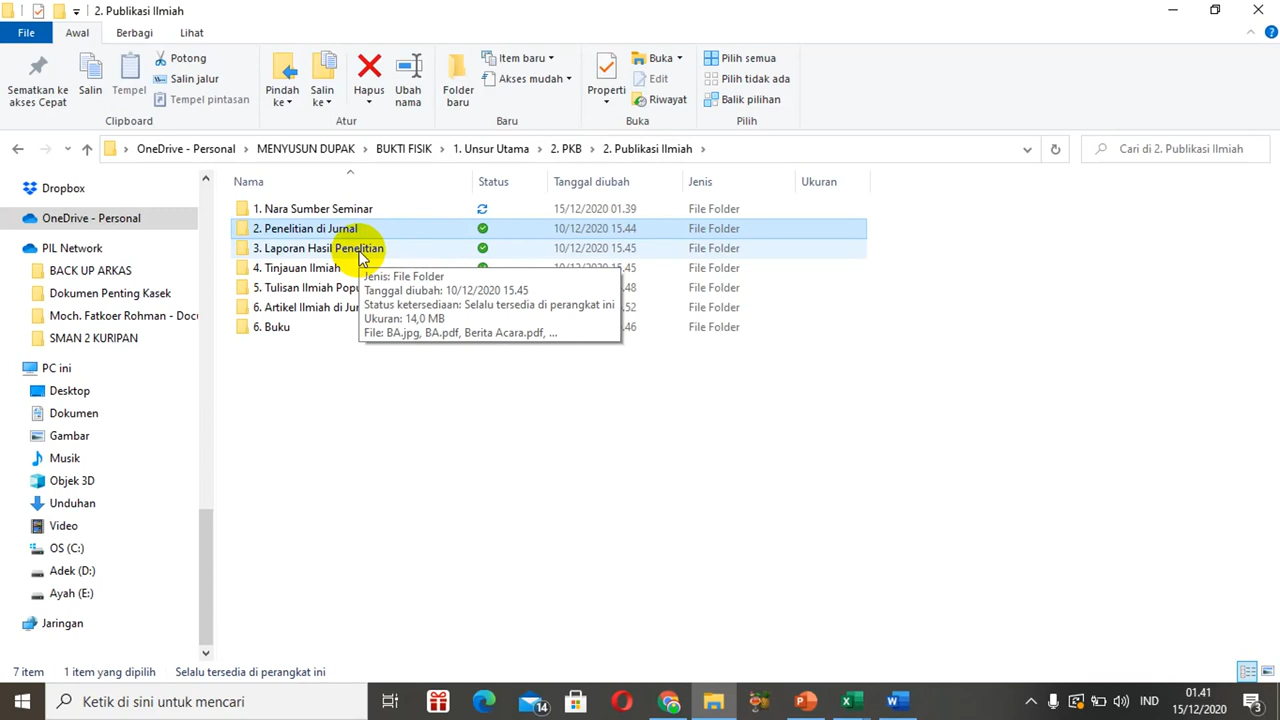 2. Publikasi Ilmiah
File
Awal
Berbagi
Lihat
Sematkan ke akses Cepat
Salin
Tempel
Potong
Salin jalur
Tempel pintasan
Clipboard
Pindah ke
Salin ke
Hapus
Ubah nama
Atur
Folder baru
Item baru
Akses mudah
Baru
Properti
Buka
Edit
Riwayat
Buka
Pilih semua
Pilih tidak ada
Balik pilihan
Pilih
OneDrive - Personal > MENYUSUN DUPAK > BUKTI FISIK > 1. Unsur Utama > 2. PKB > 2. Publikasi Ilmiah >
Cari di 2. Publikasi Ilmiah
Dropbox
OneDrive - Personal
PIL Network
BACK UP ARKAS
Dokumen Penting Kasek
Moch. Fatkoer Rohman - Docu
SMAN 2 KURIPAN
PC ini
Desktop
Dokumen
Gambar
Musik
Objek 3D
Unduhan
Video
OS (C:)
Adek (D:)
Ayah (E:)
Jaringan
Nama Status Tanggal diubah Jenis Ukuran
1. Nara Sumber Seminar 15/12/2020 01.39 File Folder
2. Penelitian di Jurnal 10/12/2020 15.44 File Folder
3. Laporan Hasil Penelitian 10/12/2020 15.45 File Folder
4. Tinjauan Ilmiah 10/12/2020 15.45 File Folder
5. Tulisan Ilmiah Popu .48 File Folder
6. Artikel Ilmiah di Jur .52 File Folder
6. Buku .46 File Folder
Jenis: File Folder
Tanggal diubah: 10/12/2020 15.45
Status ketersediaan: Selalu tersedia di perangkat ini
Ukuran: 14,0 MB
File: BA.jpg, BA.pdf, Berita Acara.pdf, ...
7 item 1 item yang dipilih Selalu tersedia di perangkat ini
Ketik di sini untuk mencari
14
IND
01.41
15/12/2020
3